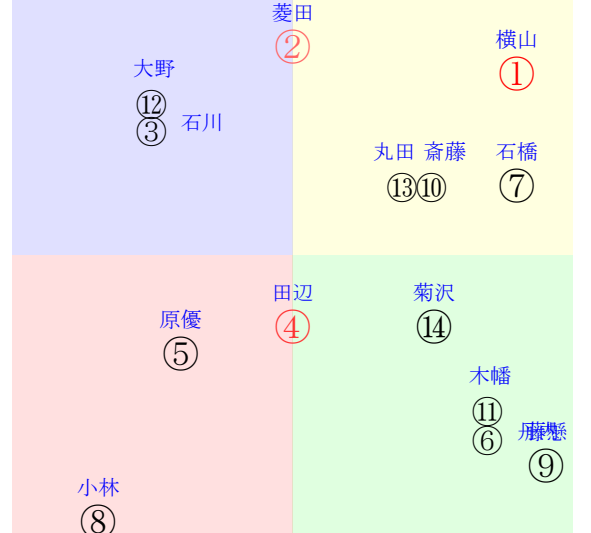 菱田
②
横山
①
大野
⑫
③ 石川
丸田 斎藤 石橋
⑬⑩ ⑦
田辺 菊沢
④ ⑭
原優
⑤
木幡
⑪
⑥
⑨
小林
⑧